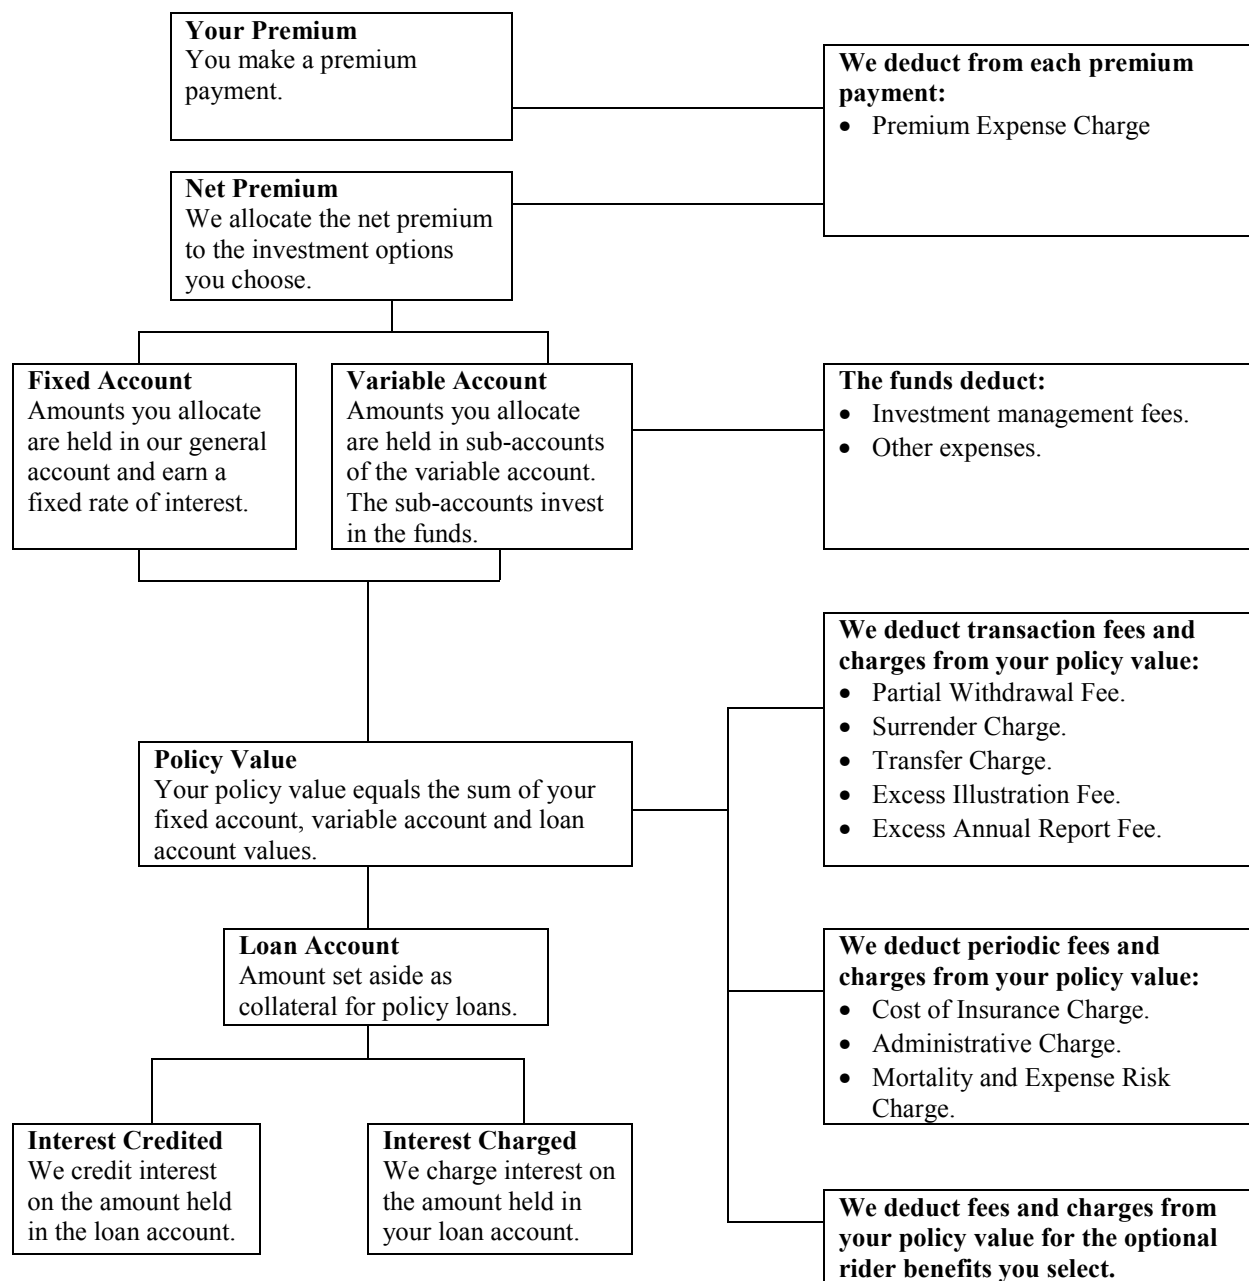 Your Premium
You make a premium
payment.
We deduct from each premium
payment:
• Premium Expense Charge
Net Premium
We allocate the net premium
to the investment options
you choose.
Fixed Account
Amounts you allocate
are held in our general
account and earn a
fixed rate of interest.
Variable Account
Amounts you allocate
are held in sub-accounts
of the variable account.
The sub-accounts invest
in the funds.
The funds deduct:
• Investment management fees.
• Other expenses.
We deduct transaction fees and
charges from your policy value:
• Partial Withdrawal Fee.
• Surrender Charge.
• Transfer Charge.
• Excess Illustration Fee.
• Excess Annual Report Fee.
Policy Value
Your policy value equals the sum of your
fixed account, variable account and loan
account values.
Loan Account
Amount set aside as
collateral for policy loans.
We deduct periodic fees and
charges from your policy value:
• Cost of Insurance Charge.
• Administrative Charge.
• Mortality and Expense Risk
Charge.
Interest Credited
We credit interest
on the amount held
in the loan account.
Interest Charged
We charge interest on
the amount held in
your loan account.
We deduct fees and charges from
your policy value for the optional
rider benefits you select.